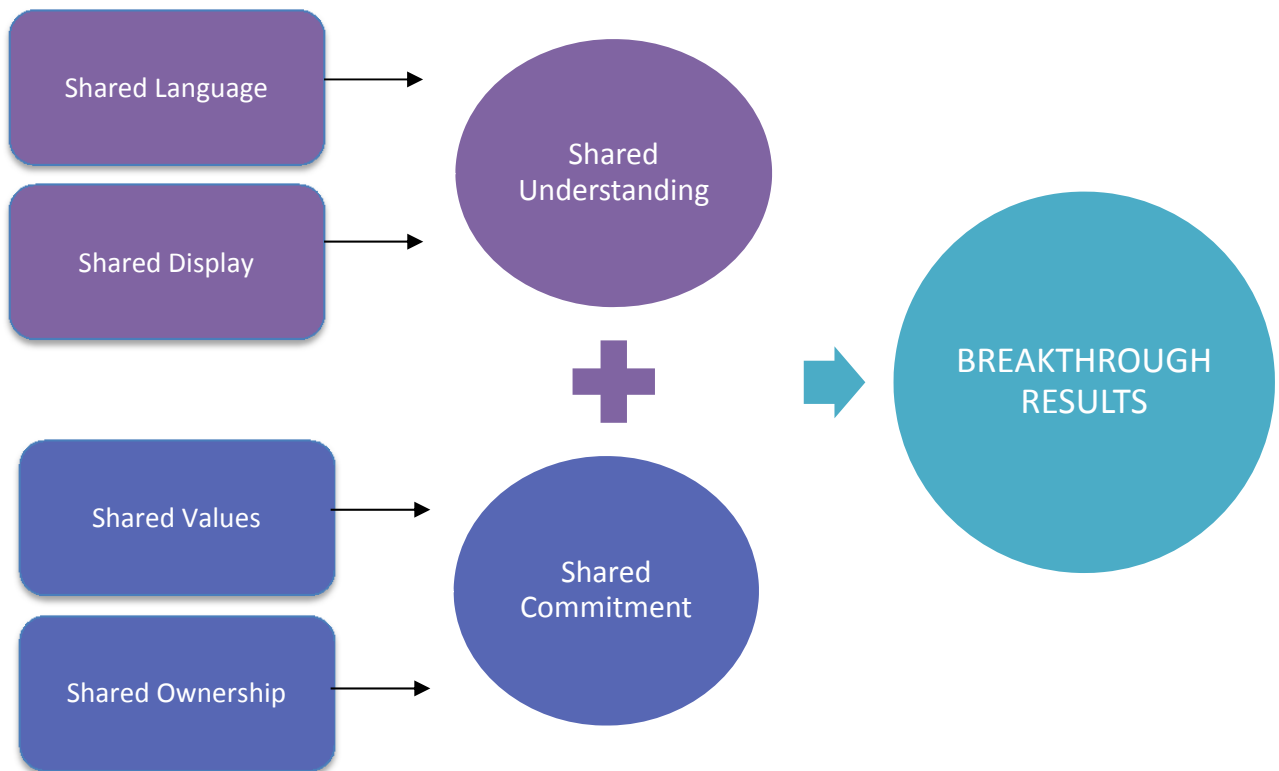 Shared Language
Shared Display
Shared
Understanding
Shared Values
Shared Ownership
Shared
Commitment
BREAKTHROUGH
RESULTS